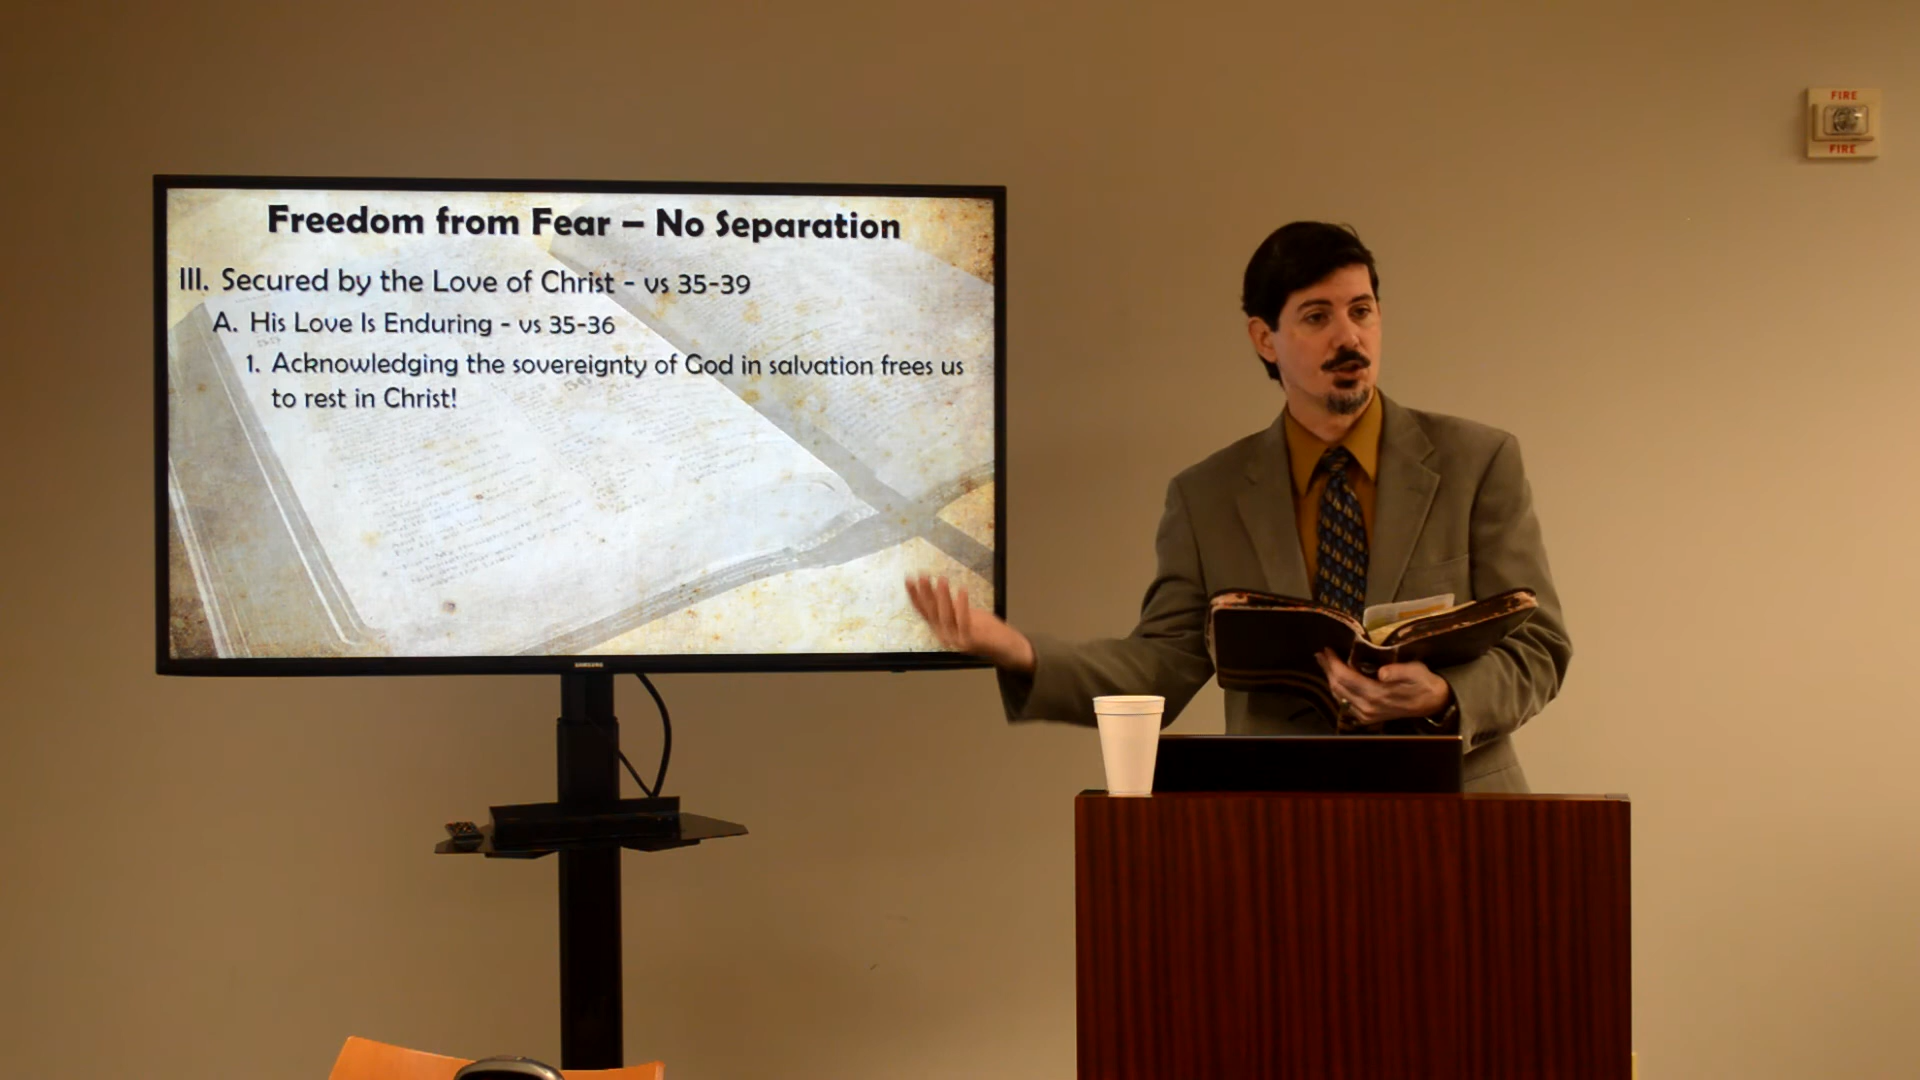 Freedom from Fear – No Separation
III. Secured by the Love of Christ - vs 35-39
A. His Love Is Enduring - vs 35-36
1. Acknowledging the sovereignty of God in salvation frees us
to rest in Christ!
SAMSUNG
FIRE
FIRE